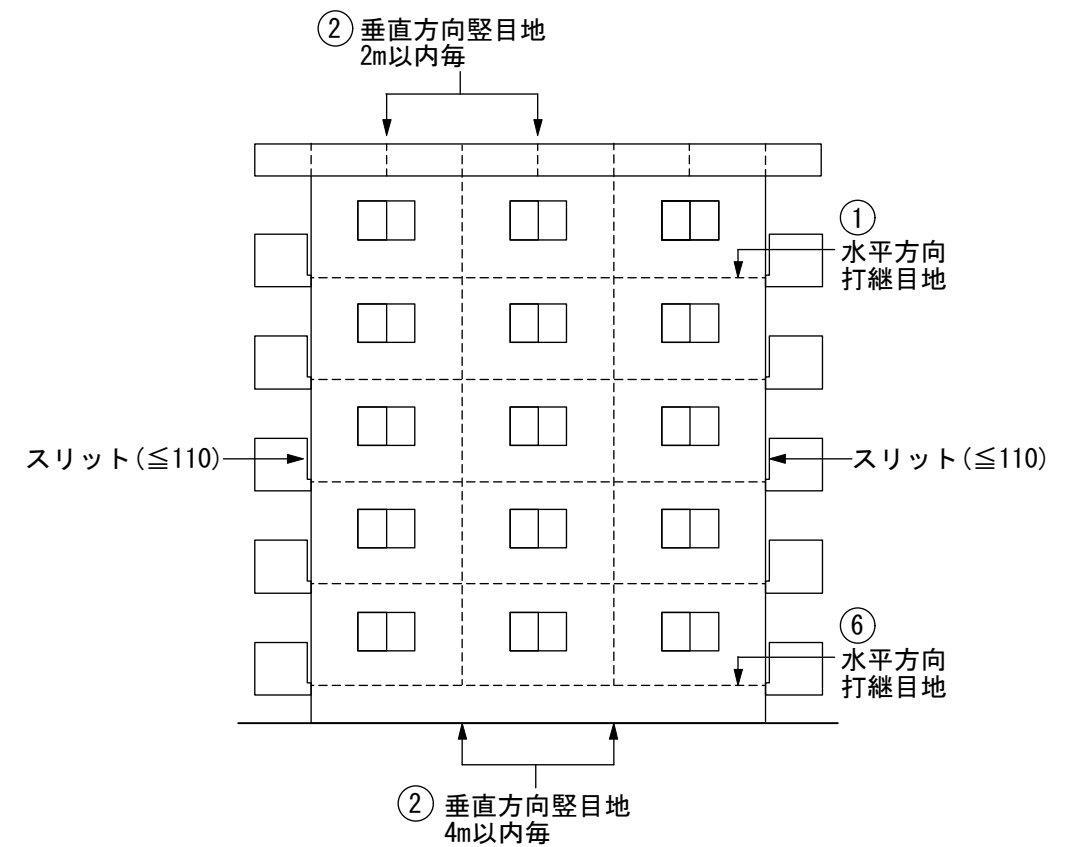 ② 垂直方向竪目地
2m以内毎
①
水平方向
打継目地
スリット(≦110)
スリット(≦110)
⑥
水平方向
打継目地
② 垂直方向竪目地
4m以内毎